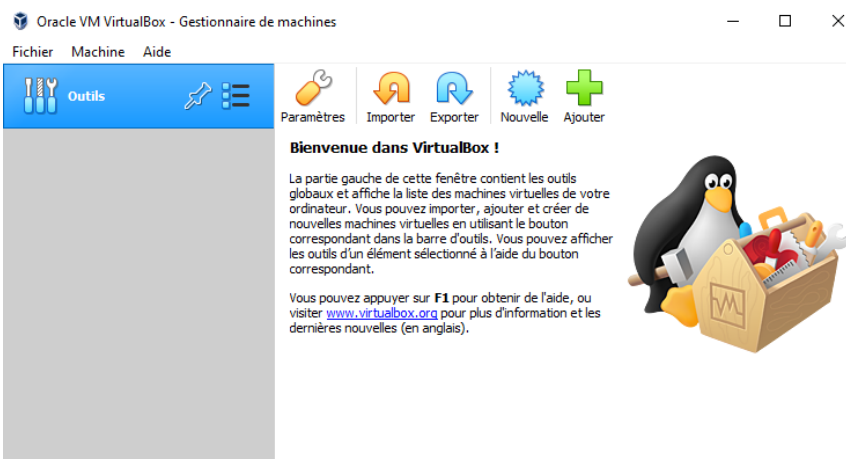 Oracle VM VirtualBox - Gestionnaire de machines
Fichier Machine Aide
Outils
Paramètres Importer Exporter Nouvelle Ajouter
Bienvenue dans VirtualBox !
La partie gauche de cette fenêtre contient les outils
globaux et affiche la liste des machines virtuelles de votre
ordinateur. Vous pouvez importer, ajouter et créer de
nouvelles machines virtuelles en utilisant le bouton
correspondant dans la barre d'outils. Vous pouvez afficher
les outils d’un élément sélectionné à l’aide du bouton
correspondant.
Vous pouvez appuyer sur F1 pour obtenir de l'aide, ou
visiter www.virtualbox.org pour plus d'information et les
dernières nouvelles (en anglais).